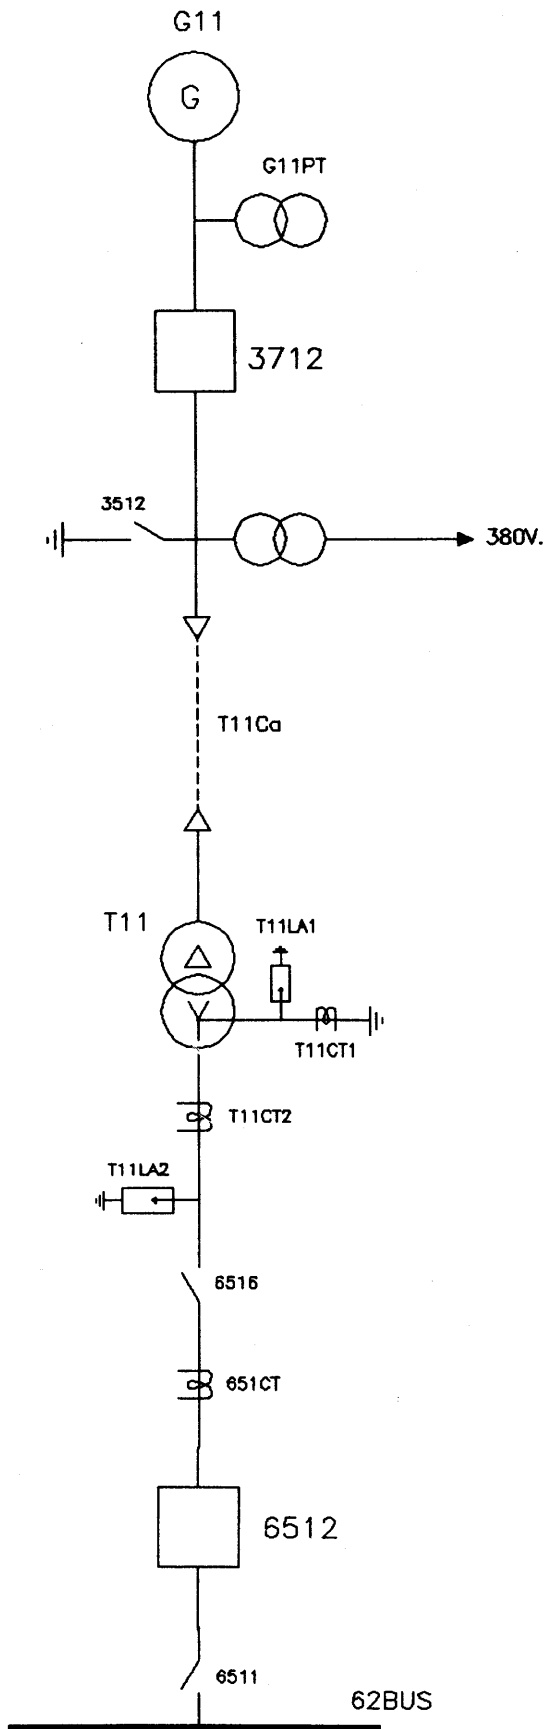 G11
G
G11PT
3712
3512
380V.
T11Ca
T11
T11LA1
T11CT1
T11CT2
T11LA2
6516
651CT
6512
6511
62BUS